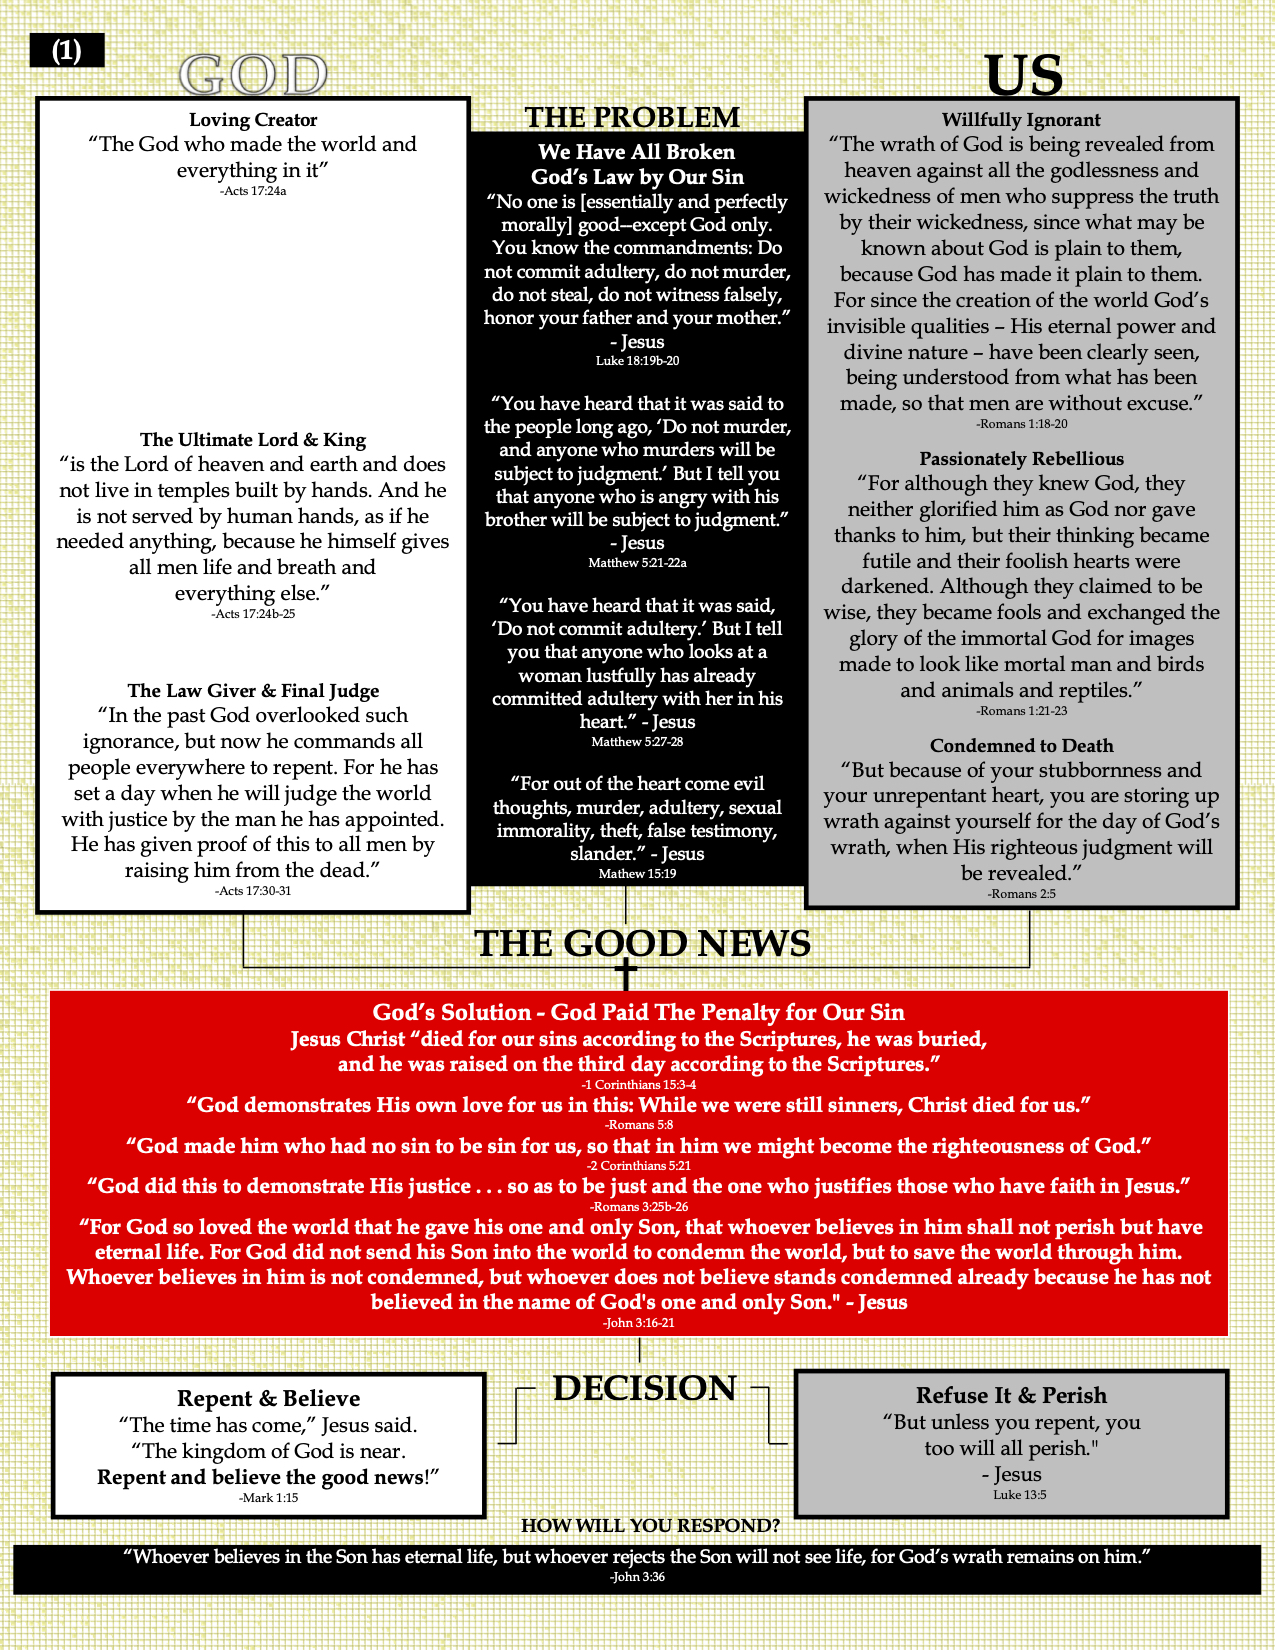 (1)
GOD
Loving Creator
“The God who made the world and
everything in it”
-Acts 17:24a
The Ultimate Lord & King
“is the Lord of heaven and earth and does
not live in temples built by hands. And he
is not served by human hands, as if he
needed anything, because he himself gives
all men life and breath and
everything else.”
-Acts 17:24b-25
The Law Giver & Final Judge
“In the past God overlooked such
ignorance, but now he commands all
people everywhere to repent. For he has
set a day when he will judge the world
with justice by the man he has appointed.
He has given proof of this to all men by
raising him from the dead.”
-Acts 17:30-31
THE PROBLEM
We Have All Broken
God’s Law by Our Sin
“No one is [essentially and perfectly
morally] good--except God only.
You know the commandments: Do
not commit adultery, do not murder,
do not steal, do not witness falsely,
honor your father and your mother.”
- Jesus
Luke 18:19b-20
“You have heard that it was said to
the people long ago, ‘Do not murder,
and anyone who murders will be
subject to judgment.’ But I tell you
that anyone who is angry with his
brother will be subject to judgment.”
- Jesus
Matthew 5:21-22a
“You have heard that it was said,
‘Do not commit adultery.’ But I tell
you that anyone who looks at a
woman lustfully has already
committed adultery with her in his
heart.” - Jesus
Matthew 5:27-28
“For out of the heart come evil
thoughts, murder, adultery, sexual
immorality, theft, false testimony,
slander.” - Jesus
Mathew 15:19
US
Willfully Ignorant
“The wrath of God is being revealed from
heaven against all the godlessness and
wickedness of men who suppress the truth
by their wickedness, since what may be
known about God is plain to them,
because God has made it plain to them.
For since the creation of the world God’s
invisible qualities – His eternal power and
divine nature – have been clearly seen,
being understood from what has been
made, so that men are without excuse.”
-Romans 1:18-20
Passionately Rebellious
“For although they knew God, they
neither glorified him as God nor gave
thanks to him, but their thinking became
futile and their foolish hearts were
darkened. Although they claimed to be
wise, they became fools and exchanged the
glory of the immortal God for images
made to look like mortal man and birds
and animals and reptiles.”
-Romans 1:21-23
Condemned to Death
“But because of your stubbornness and
your unrepentant heart, you are storing up
wrath against yourself for the day of God’s
wrath, when His righteous judgment will
be revealed.”
-Romans 2:5
THE GOOD NEWS
God’s Solution - God Paid The Penalty for Our Sin
Jesus Christ “died for our sins according to the Scriptures, he was buried,
and he was raised on the third day according to the Scriptures.”
-1 Corinthians 15:3-4
“God demonstrates His own love for us in this: While we were still sinners, Christ died for us.”
-Romans 5:8
“God made him who had no sin to be sin for us, so that in him we might become the righteousness of God.”
-2 Corinthians 5:21
“God did this to demonstrate His justice . . . so as to be just and the one who justifies those who have faith in Jesus.”
-Romans 3:25b-26
“For God so loved the world that he gave his one and only Son, that whoever believes in him shall not perish but have
eternal life. For God did not send his Son into the world to condemn the world, but to save the world through him.
Whoever believes in him is not condemned, but whoever does not believe stands condemned already because he has not
believed in the name of God's one and only Son." - Jesus
-John 3:16-21
DECISION
Repent & Believe
“The time has come,” Jesus said.
“The kingdom of God is near.
Repent and believe the good news!”
-Mark 1:15
Refuse It & Perish
“But unless you repent, you
too will all perish."
- Jesus
Luke 13:5
HOW WILL YOU RESPOND?
“Whoever believes in the Son has eternal life, but whoever rejects the Son will not see life, for God’s wrath remains on him.”
-John 3:36